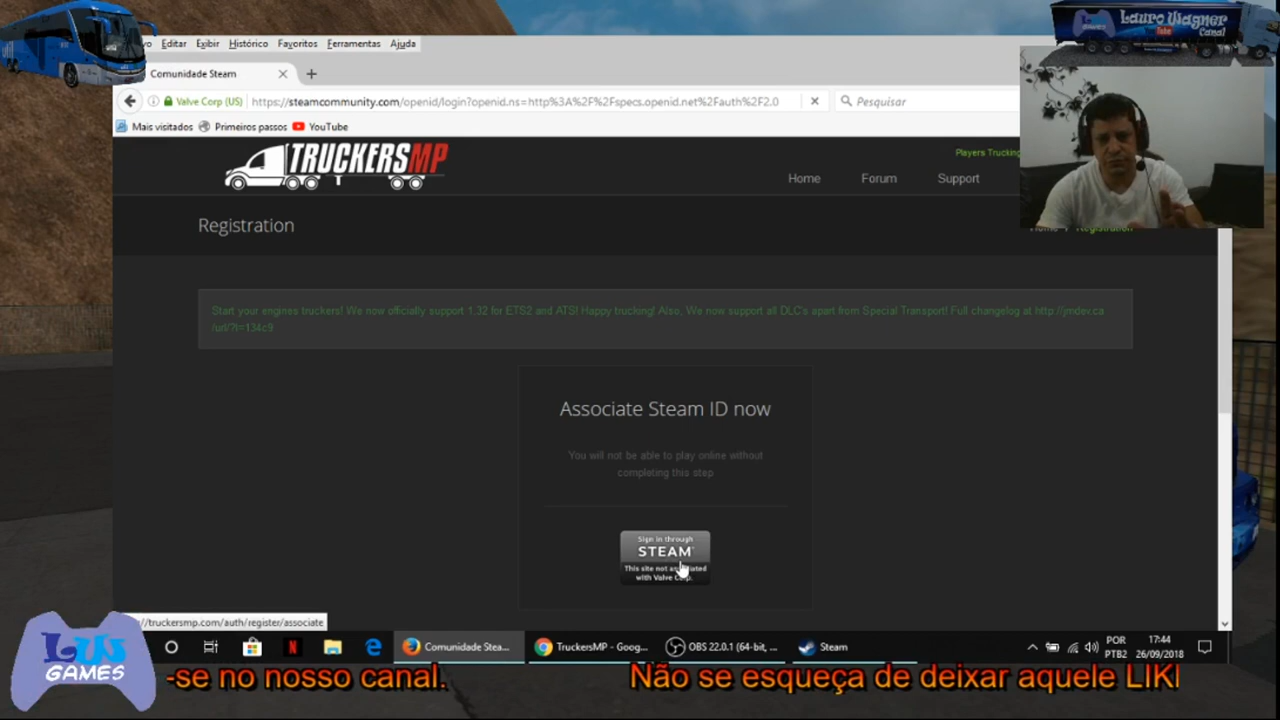 Lauro Wagner
Canal
Editar Exibir Histórico Favoritos Ferramentas Ajuda
Comunidade Steam
Valve Corp (US) https://steamcommunity.com/openid/login?openid.ns=http%3A%2F%2Fspecs.openid.net%2Fauth%2F2.0
Pesquisar
Mais visitados Primeiros passos YouTube
TRUCKERSMP
Players Trucking
Home Forum Support
Registration
Home / Registration
Start your engines truckers! We now officially support 1.32 for ETS2 and ATS! Happy trucking! Also, We now support all DLC's apart from Special Transport! Full changelog at http://jmdev.ca
/url/?l=134c9
Associate Steam ID now
You will not be able to play online without
completing this step
Sign in through
STEAM
This site not associated
with Valve Corp.
//truckersmp.com/auth/register/associate
Comunidade Stea... TruckersMP - Goog... OBS 22.0.1 (64-bit, ... Steam
POR
PTB2
17:44
26/09/2018
GAMES
-se no nosso canal. Não se esqueça de deixar aquele LIKI